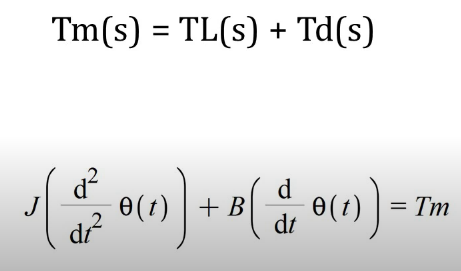 Tm(s) = TL(s) + Td(s)
J(d²/dt² θ(t)) + B(d/dt θ(t)) = Tm